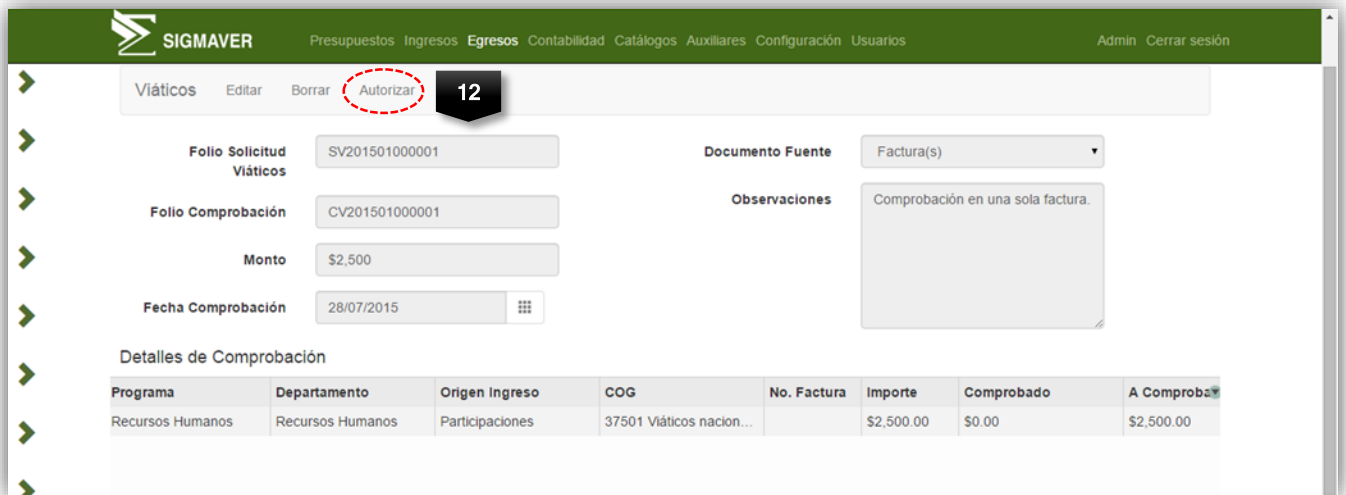 SIGMAVER Presupuestos Ingresos Egresos Contabilidad Catálogos Auxiliares Configuración Usuarios Admin Cerrar sesión
Viáticos Editar Borrar Autorizar 12
Folio Solicitud Viáticos SV201501000001
Documento Fuente Factura(s)
Folio Comprobación CV201501000001
Observaciones Comprobación en una sola factura.
Monto $2,500
Fecha Comprobación 28/07/2015
Detalles de Comprobación
Programa Departamento Origen Ingreso COG No. Factura Importe Comprobado A Comproba
Recursos Humanos Recursos Humanos Participaciones 37501 Viáticos nacion... $2,500.00 $0.00 $2,500.00